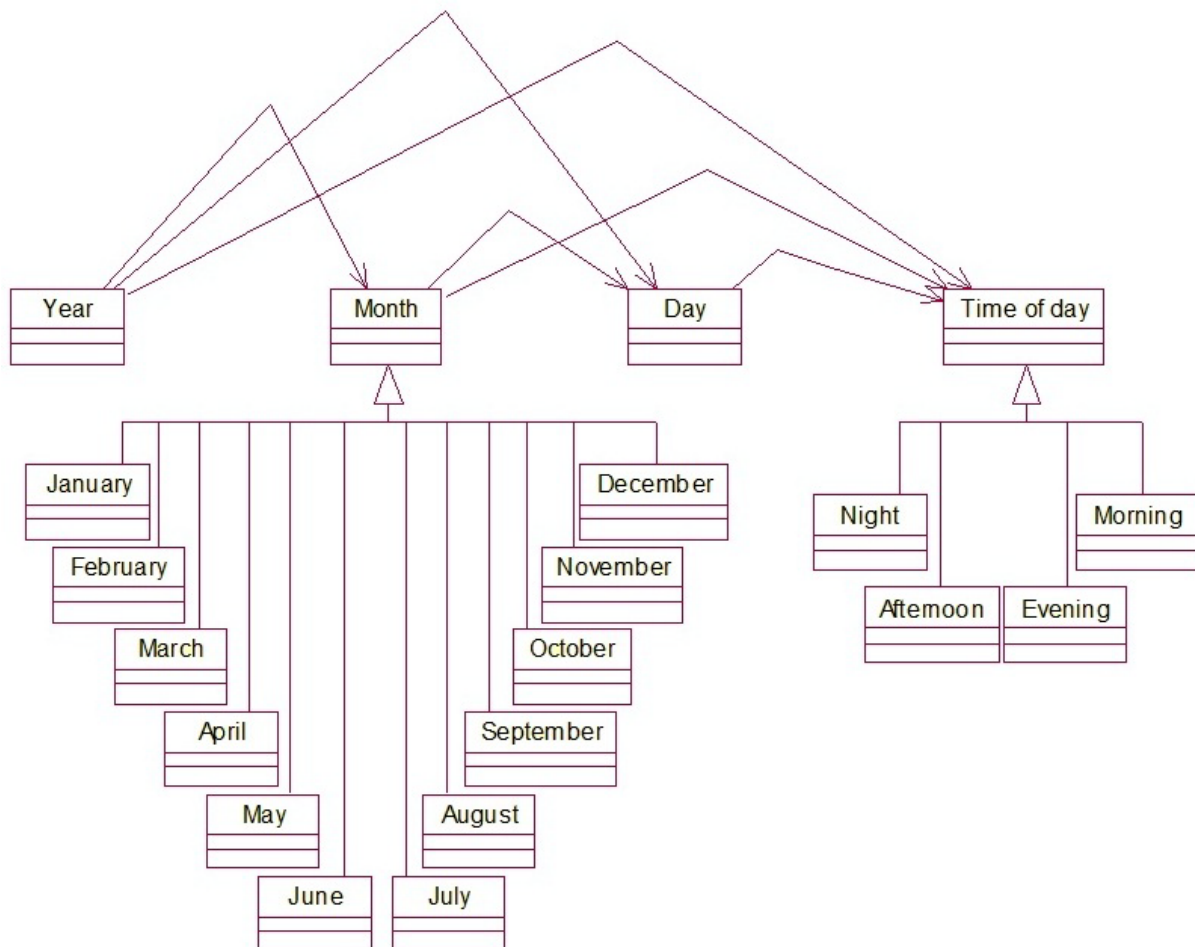 Year
Month
Day
Time of day
January
December
February
November
March
October
April
September
May
August
June
July
Night
Morning
Afternoon
Evening